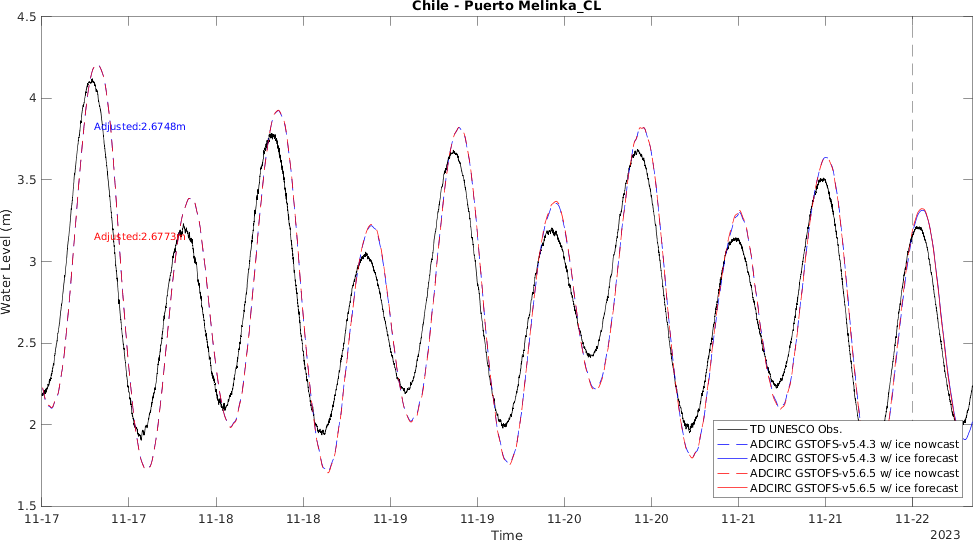 Chile - Puerto Melinka_CL
4.5
4
3.5
3
2.5
2
1.5
Water Level (m)
Adjusted:2.6748m
Adjusted:2.6773m
TD UNESCO Obs.
ADCIRC GSTOFS-v5.4.3 w/ ice nowcast
ADCIRC GSTOFS-v5.4.3 w/ ice forecast
ADCIRC GSTOFS-v5.6.5 w/ ice nowcast
ADCIRC GSTOFS-v5.6.5 w/ ice forecast
11-17 11-17 11-18 11-18 11-19 11-19 11-20 11-20 11-21 11-21 11-22
Time
2023